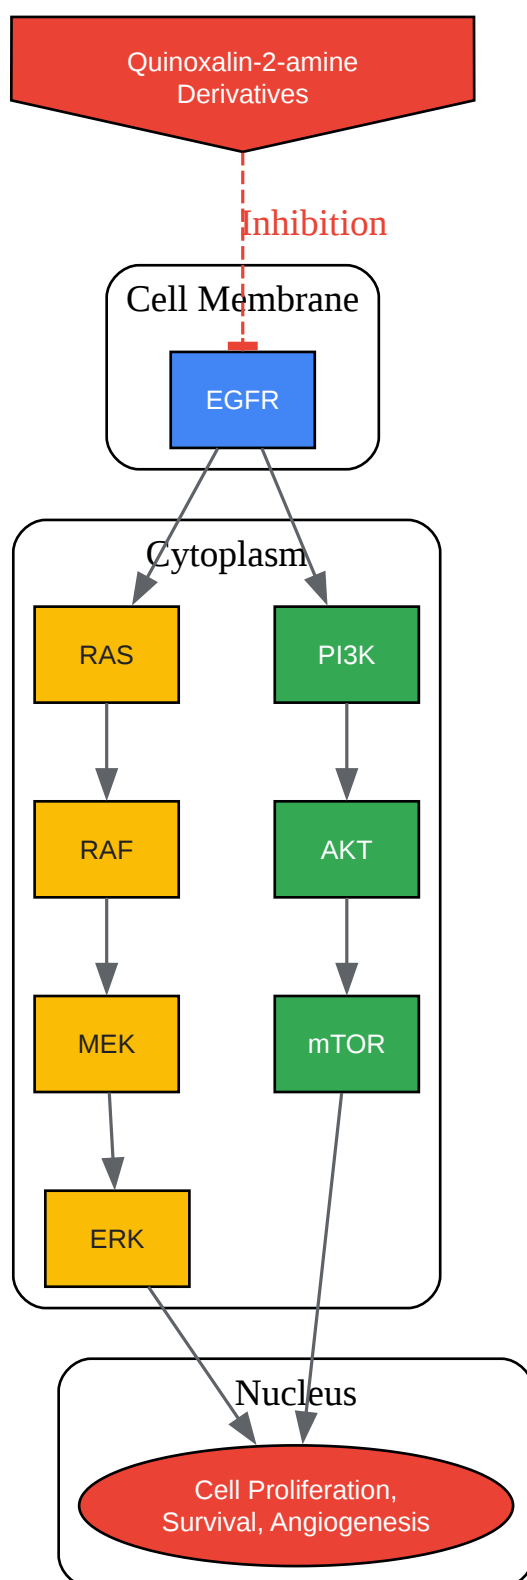 Quinoxalin-2-amine
Derivatives
Inhibition
Cell Membrane
EGFR
Cytoplasm
RAS
PI3K
RAF
AKT
MEK
mTOR
ERK
Nucleus
Cell Proliferation,
Survival, Angiogenesis